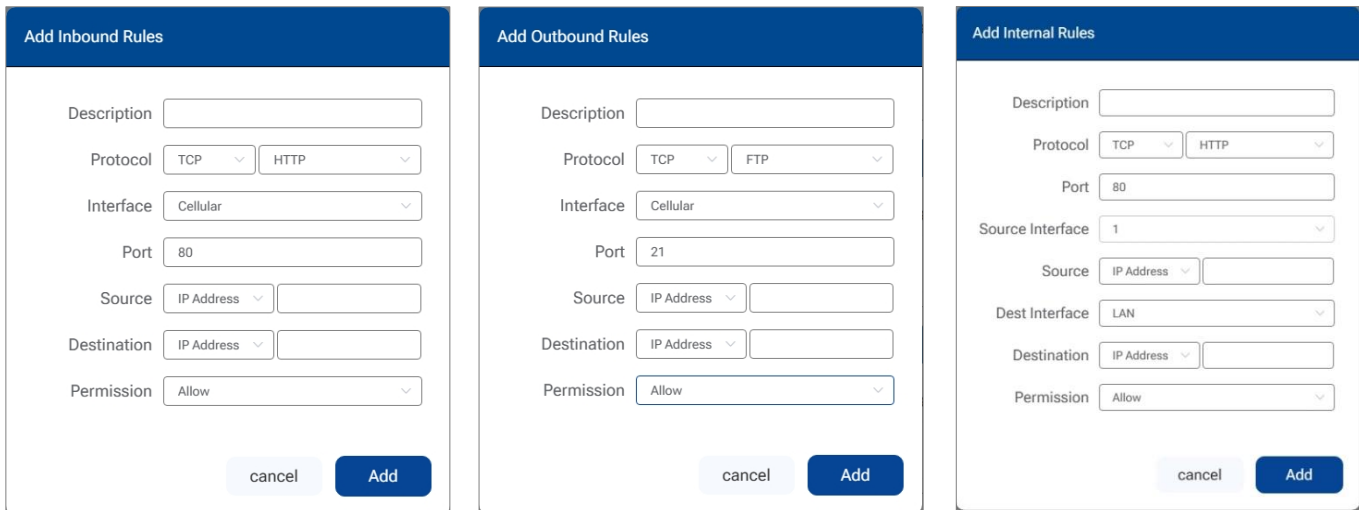 Add Inbound Rules
Description
Protocol TCP HTTP
Interface Cellular
Port 80
Source IP Address
Destination IP Address
Permission Allow
cancel Add
Add Outbound Rules
Description
Protocol TCP FTP
Interface Cellular
Port 21
Source IP Address
Destination IP Address
Permission Allow
cancel Add
Add Internal Rules
Description
Protocol TCP HTTP
Port 80
Source Interface 1
Source IP Address
Dest Interface LAN
Destination IP Address
Permission Allow
cancel Add